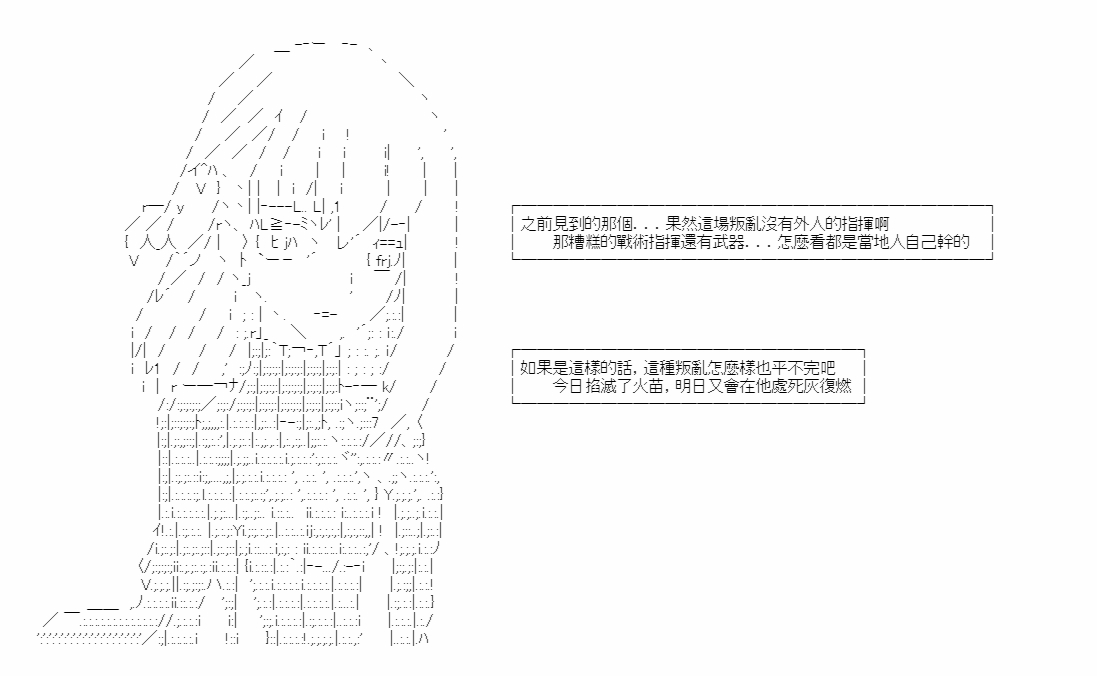 之前見到的那個...果然這場叛亂沒有外人的指揮啊
那糟糕的戰術指揮還有武器...怎麼看都是當地人自己幹的
如果是這樣的話，這種叛亂怎麼樣也平不完吧
今日掐滅了火苗，明日又會在他處死灰復燃